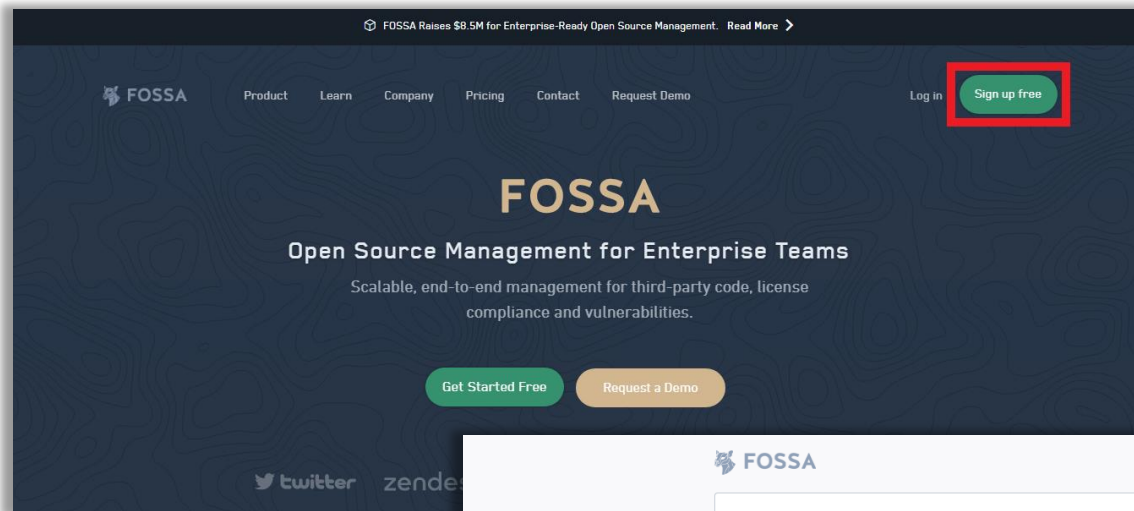 FOSSA Raises $8.5M for Enterprise-Ready Open Source Management. Read More
FOSSA Product Learn Company Pricing Contact Request Demo Log in Sign up free
FOSSA
Open Source Management for Enterprise Teams
Scalable, end-to-end management for third-party code, license
compliance and vulnerabilities.
Get Started Free Request a Demo
twitter
FOSSA